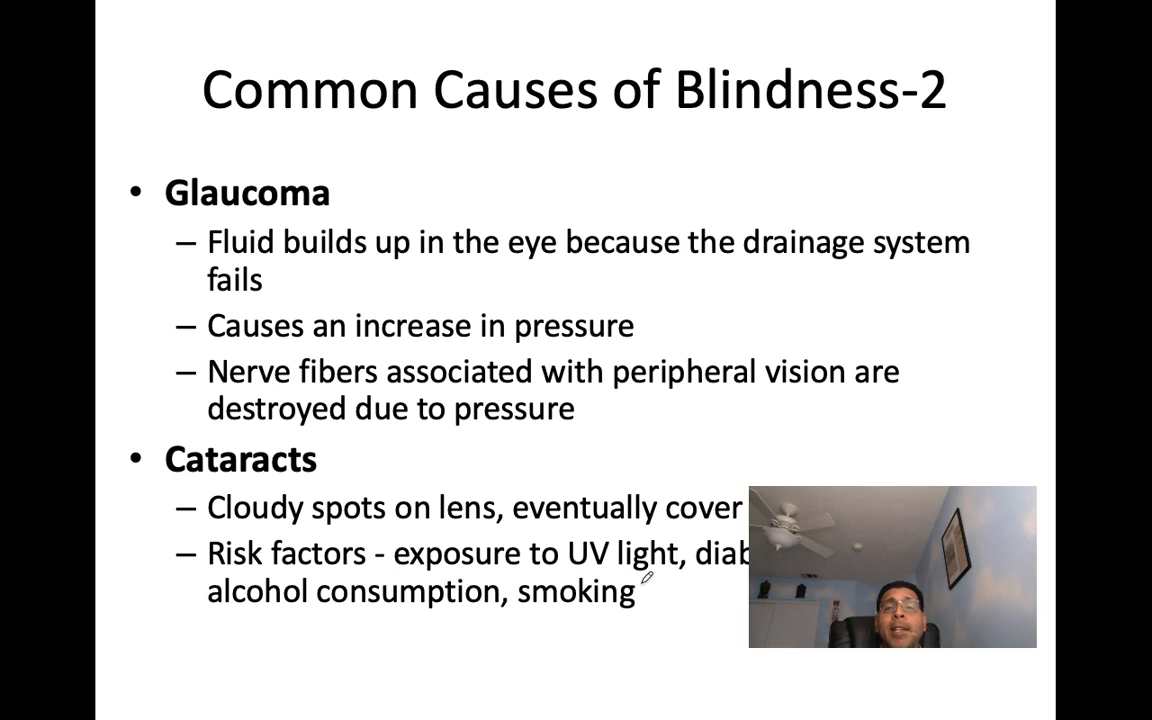 Common Causes of Blindness-2
• Glaucoma
– Fluid builds up in the eye because the drainage system
fails
– Causes an increase in pressure
– Nerve fibers associated with peripheral vision are
destroyed due to pressure
• Cataracts
– Cloudy spots on lens, eventually cover
– Risk factors - exposure to UV light,
alcohol consumption, smoking